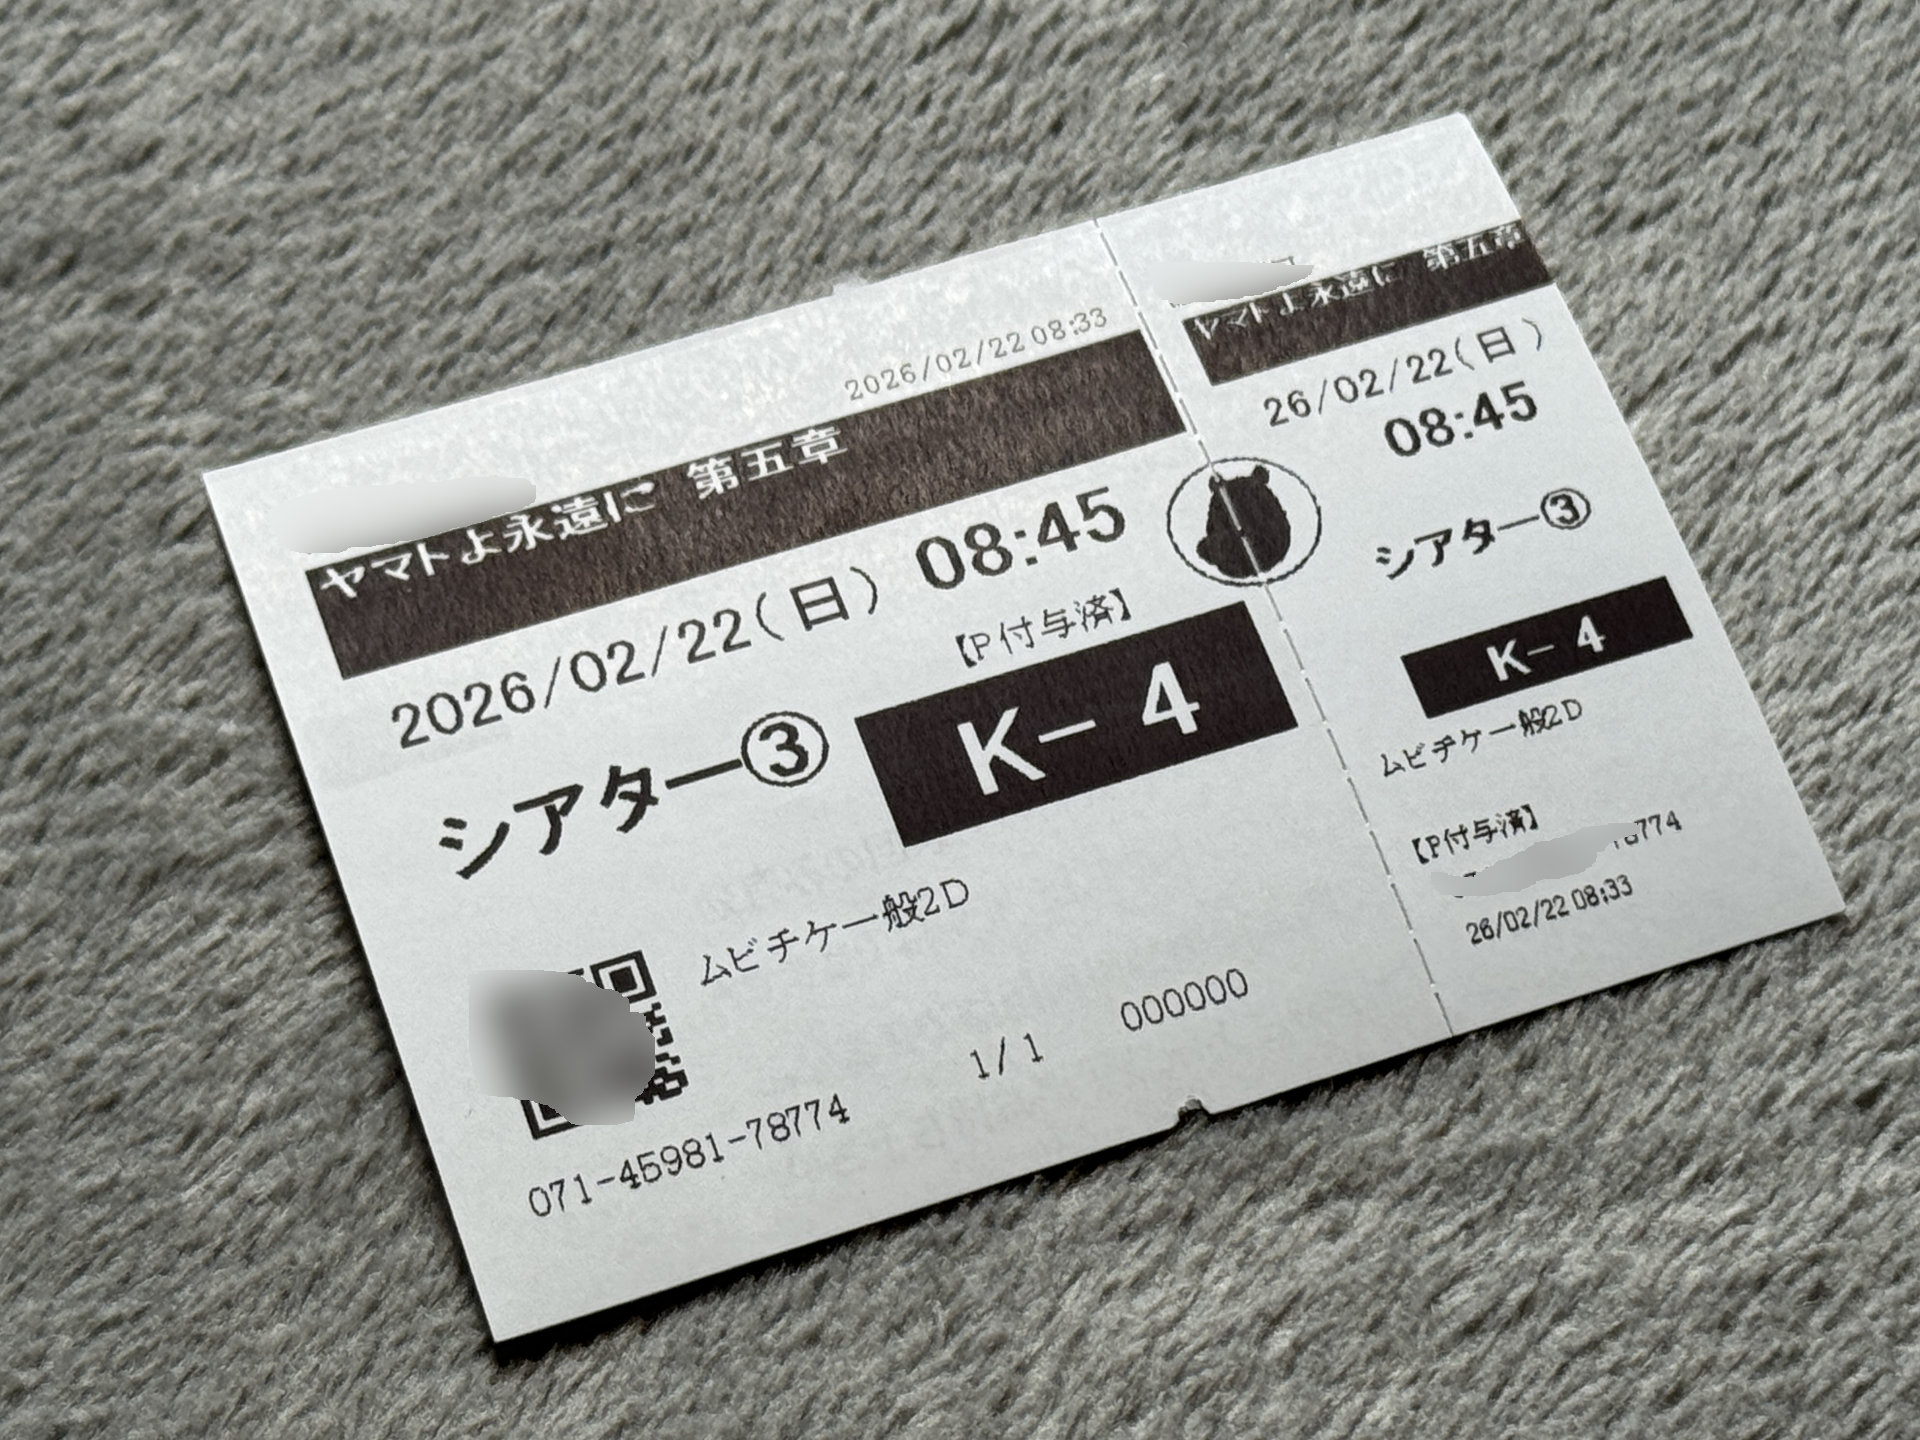 2026/02/22 08:33
ヤマトよ永遠に 第五章
2026/02/22(日) 08:45
【P付与済】
シアター③
K- 4
ムビチケ一般2D
1/ 1
000000
071-45981-78774
ヤマトよ永遠に 第五章
26/02/22(日)
08:45
シアター③
K- 4
ムビチケ一般2D
【P付与済】
8774
26/02/22 08:33